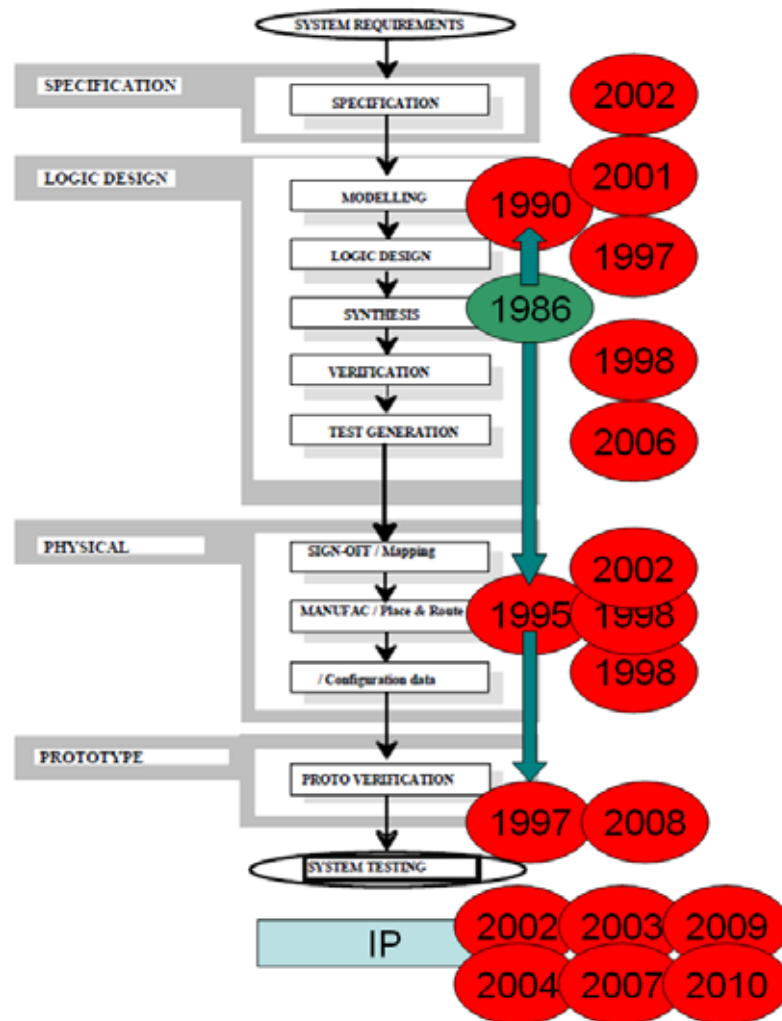 SYSTEM REQUIREMENTS
SPECIFICATION
SPECIFICATION
2002
LOGIC DESIGN
MODELLING
1990
2001
LOGIC DESIGN
1997
SYNTHESIS
1986
VERIFICATION
1998
TEST GENERATION
2006
PHYSICAL
SIGN-OFF / Mapping
2002
MANUFAC / Place & Route
1995
1998
/ Configuration data
1998
PROTOTYPE
PROTO VERIFICATION
1997
2008
SYSTEM TESTING
IP
2002
2003
2009
2004
2007
2010